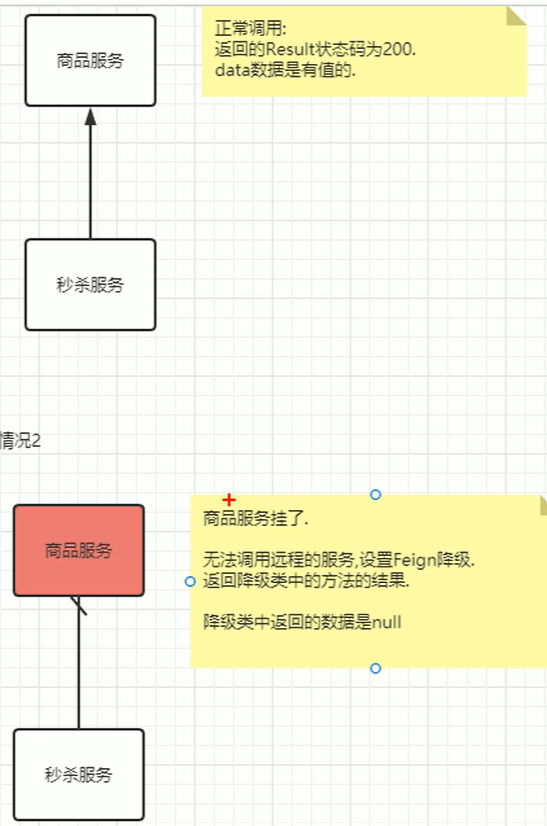 商品服务
正常调用:
返回的Result状态码为200.
data数据是有值的.
秒杀服务
情况2
商品服务
商品服务挂了.
无法调用远程的服务,设置Feign降级.
返回降级类中的方法的结果.
降级类中返回的数据是null
秒杀服务